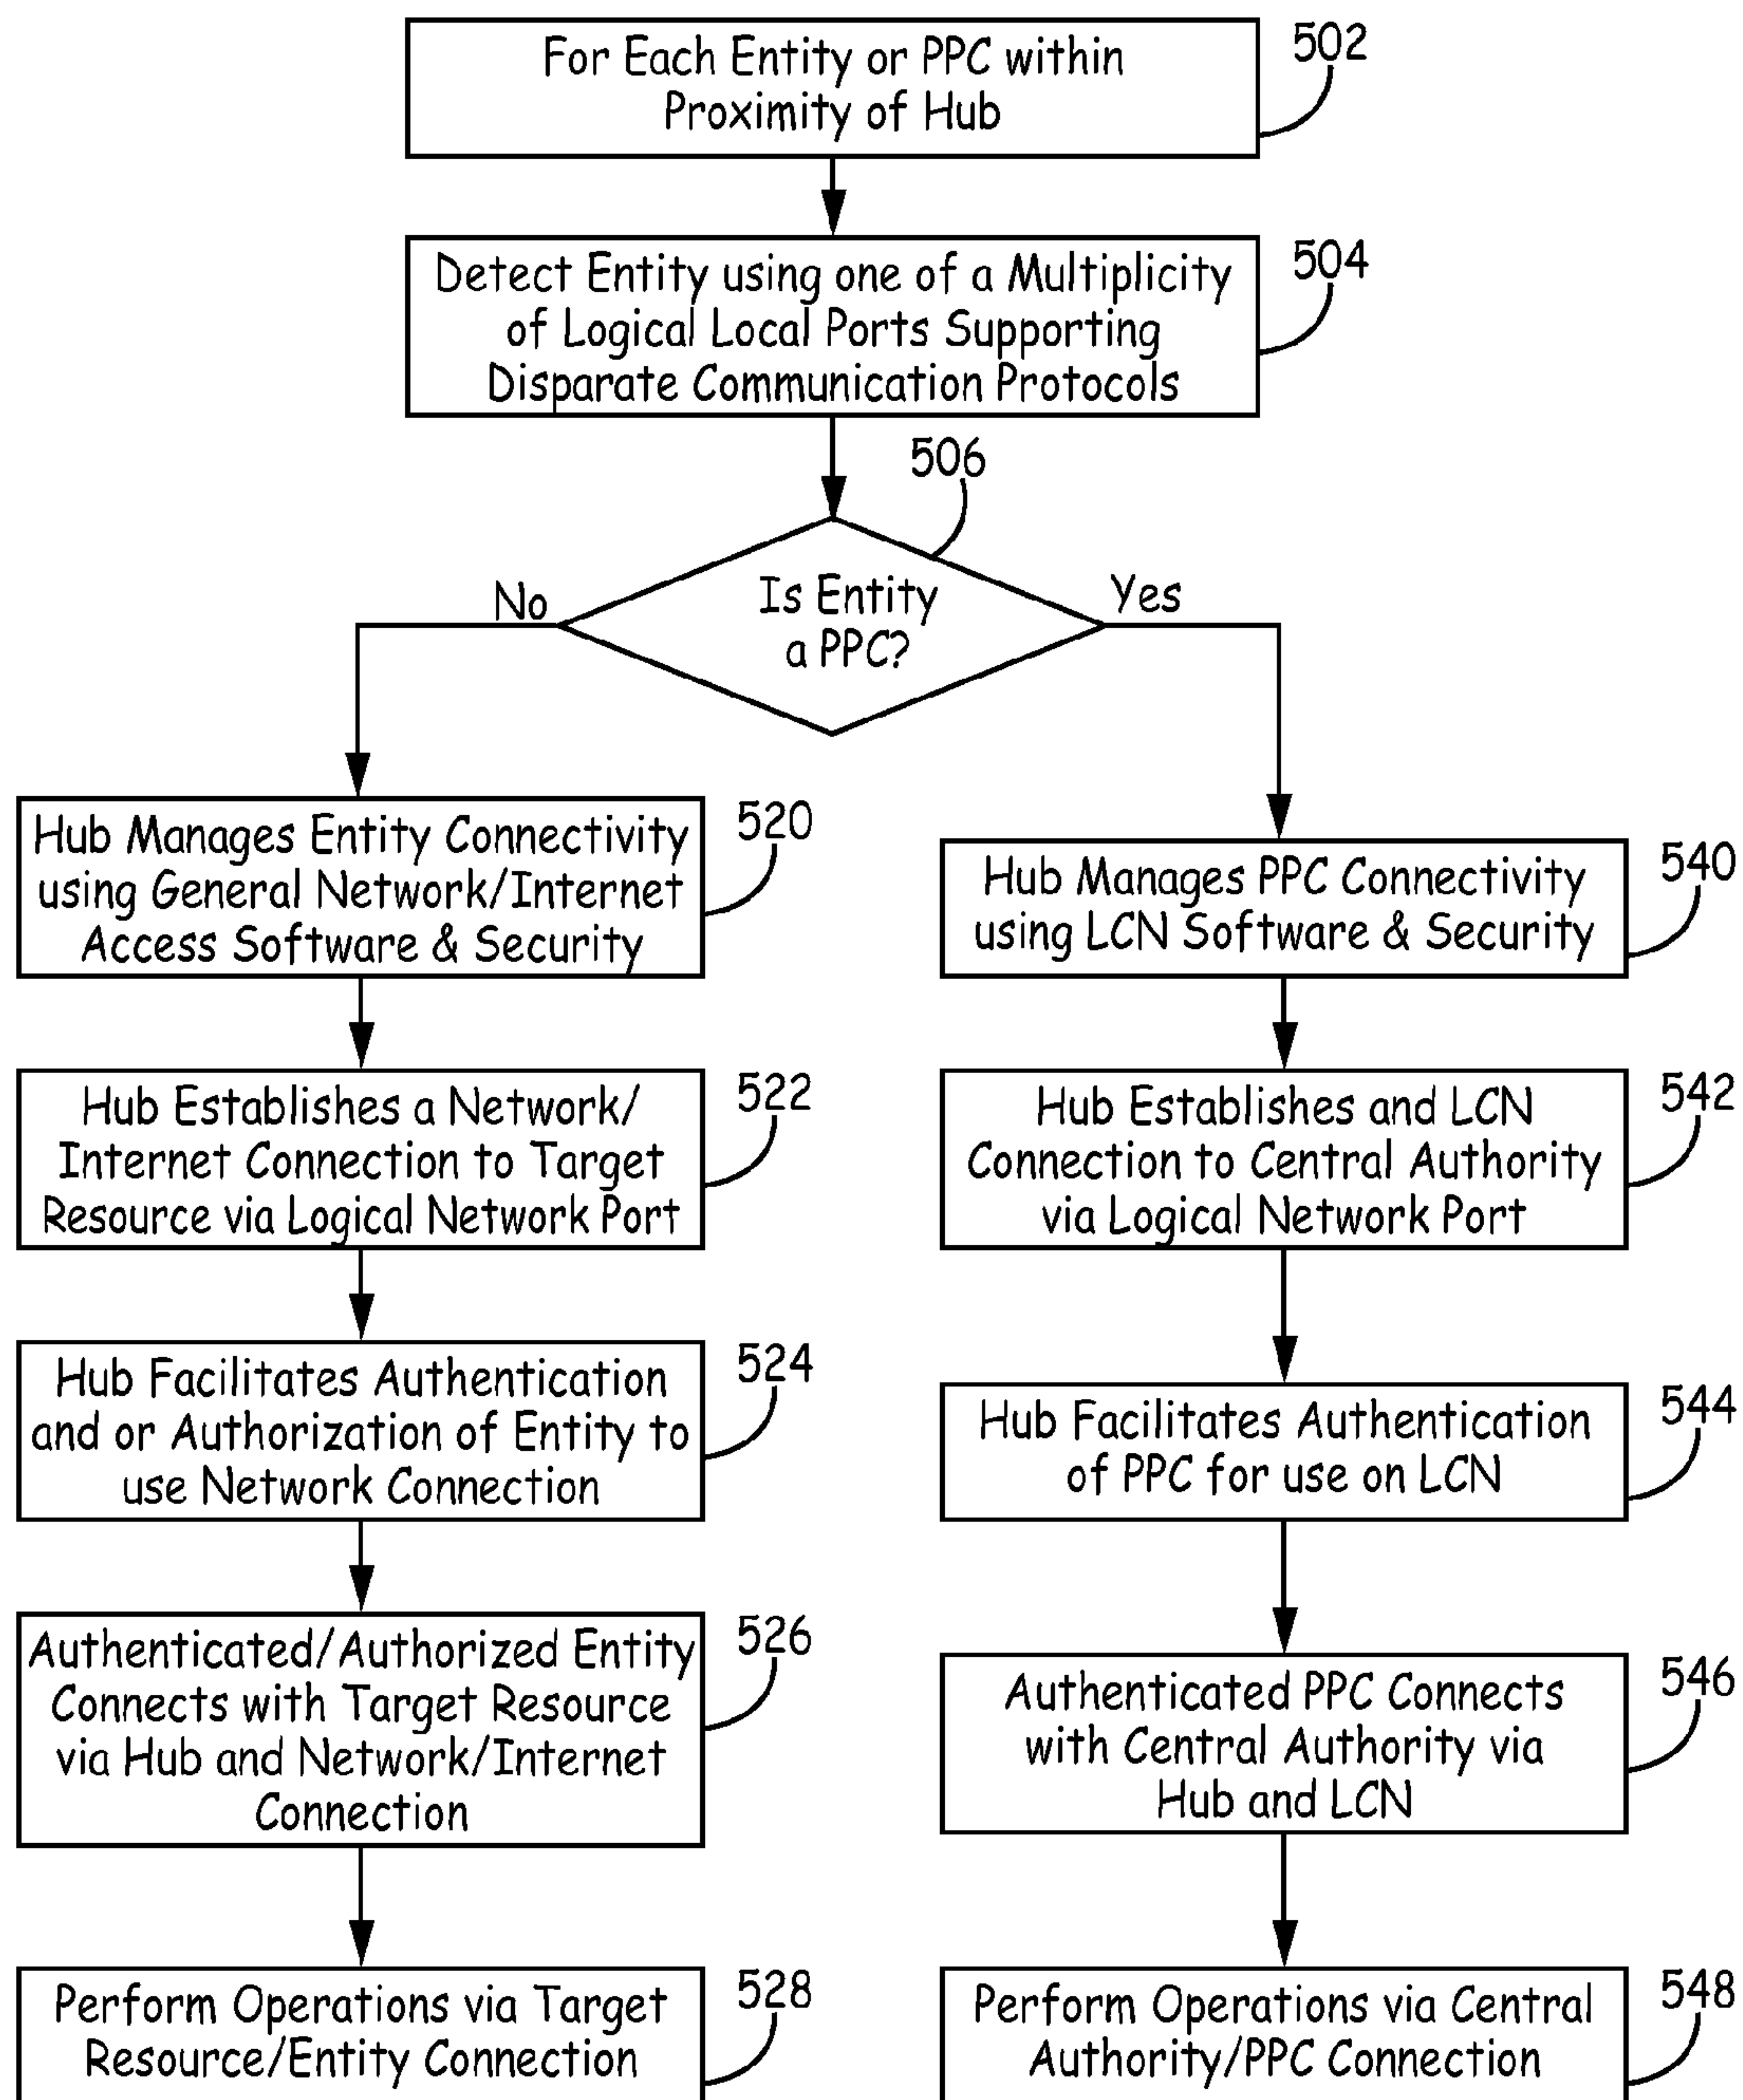 For Each Entity or PPC within
Proximity of Hub
502
Detect Entity using one of a Multiplicity
of Logical Local Ports Supporting
Disparate Communication Protocols
504
506
Is Entity
a PPC?
No
Yes
Hub Manages Entity Connectivity
using General Network/Internet
Access Software & Security
520
Hub Establishes a Network/
Internet Connection to Target
Resource via Logical Network Port
522
Hub Facilitates Authentication
and or Authorization of Entity to
use Network Connection
524
Authenticated/Authorized Entity
Connects with Target Resource
via Hub and Network/Internet
Connection
526
Perform Operations via Target
Resource/Entity Connection
528
Hub Manages PPC Connectivity
using LCN Software & Security
540
Hub Establishes and LCN
Connection to Central Authority
via Logical Network Port
542
Hub Facilitates Authentication
of PPC for use on LCN
544
Authenticated PPC Connects
with Central Authority via
Hub and LCN
546
Perform Operations via Central
Authority/PPC Connection
548